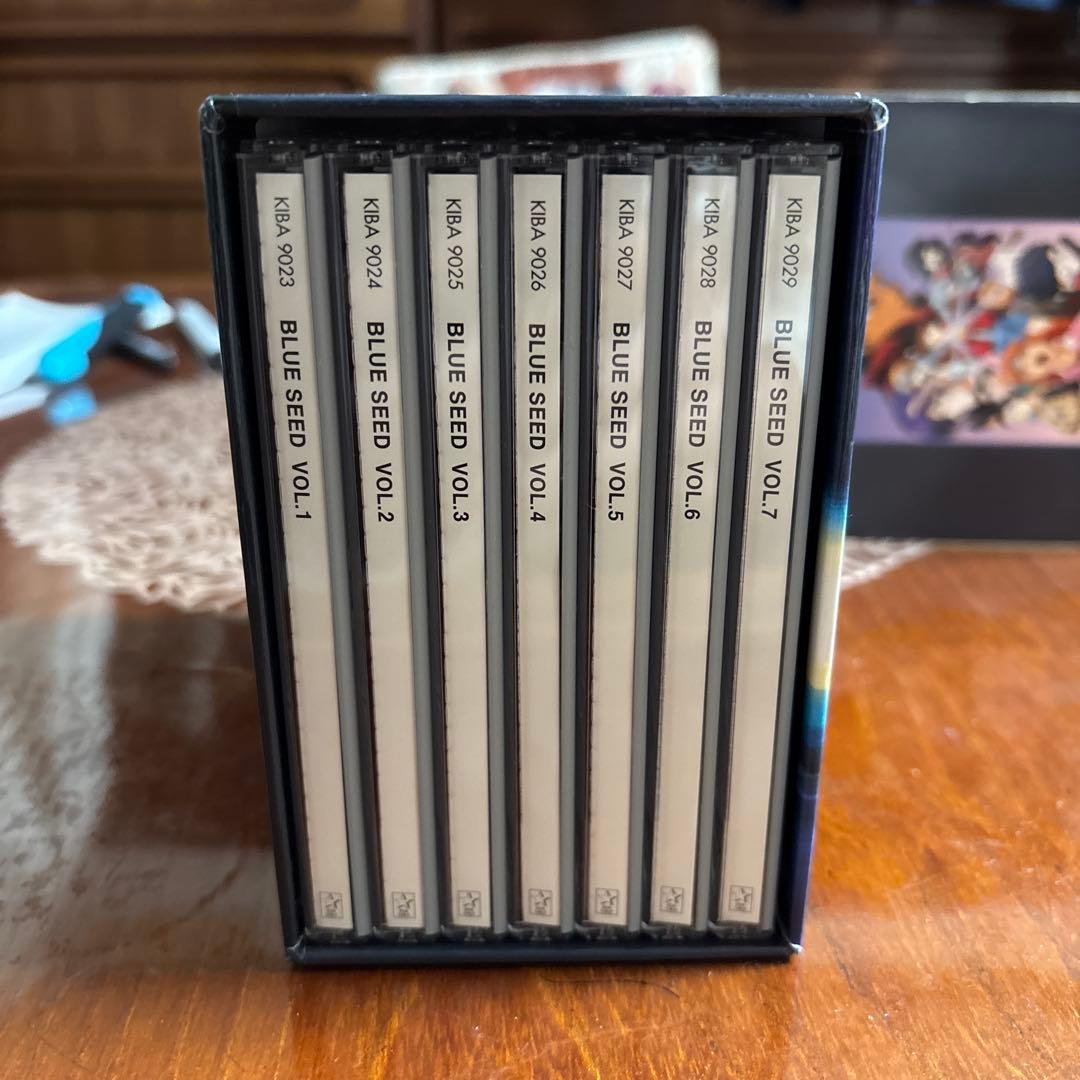 KIBA 9023 BLUE SEED VOL.1
KIBA 9024 BLUE SEED VOL.2
KIBA 9025 BLUE SEED VOL.3
KIBA 9026 BLUE SEED VOL.4
KIBA 9027 BLUE SEED VOL.5
KIBA 9028 BLUE SEED VOL.6
KIBA 9029 BLUE SEED VOL.7